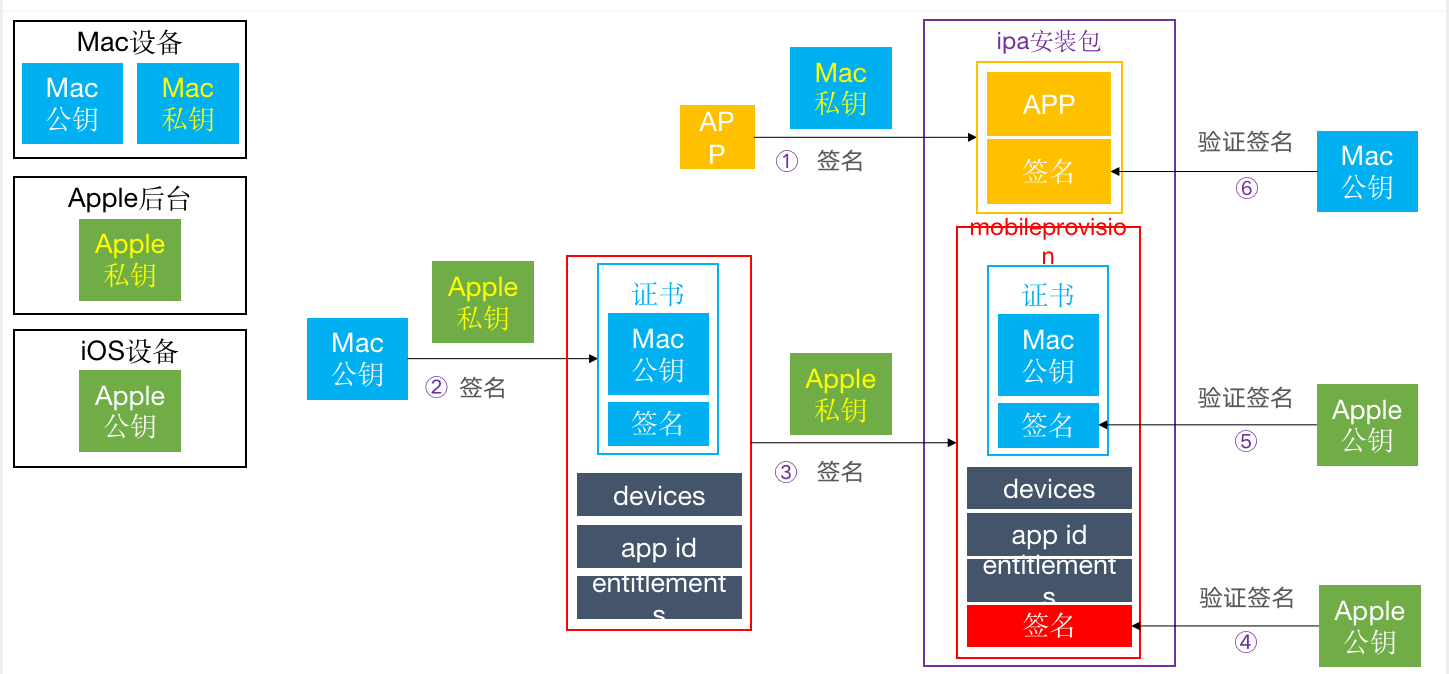 Mac设备
Mac
公钥
Mac
私钥
Apple后台
Apple
私钥
iOS设备
Apple
公钥
AP
P
Mac
私钥
① 签名
Mac
公钥
Apple
私钥
② 签名
证书
Mac
公钥
签名
devices
app id
entitlement
s
Apple
私钥
③ 签名
ipa安装包
APP
签名
mobileprovisio
n
证书
Mac
公钥
签名
devices
app id
entitlement
s
签名
验证签名
⑥
Mac
公钥
验证签名
⑤
Apple
公钥
验证签名
④
Apple
公钥